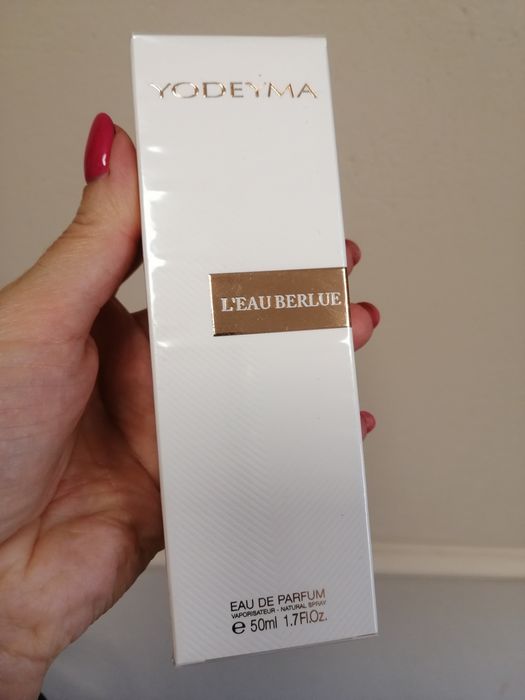 YODEYMA
L'EAU BERLUE
EAU DE PARFUM
VAPORISATEUR - NATURAL SPRAY
e 50ml 1.7Fl.Oz.